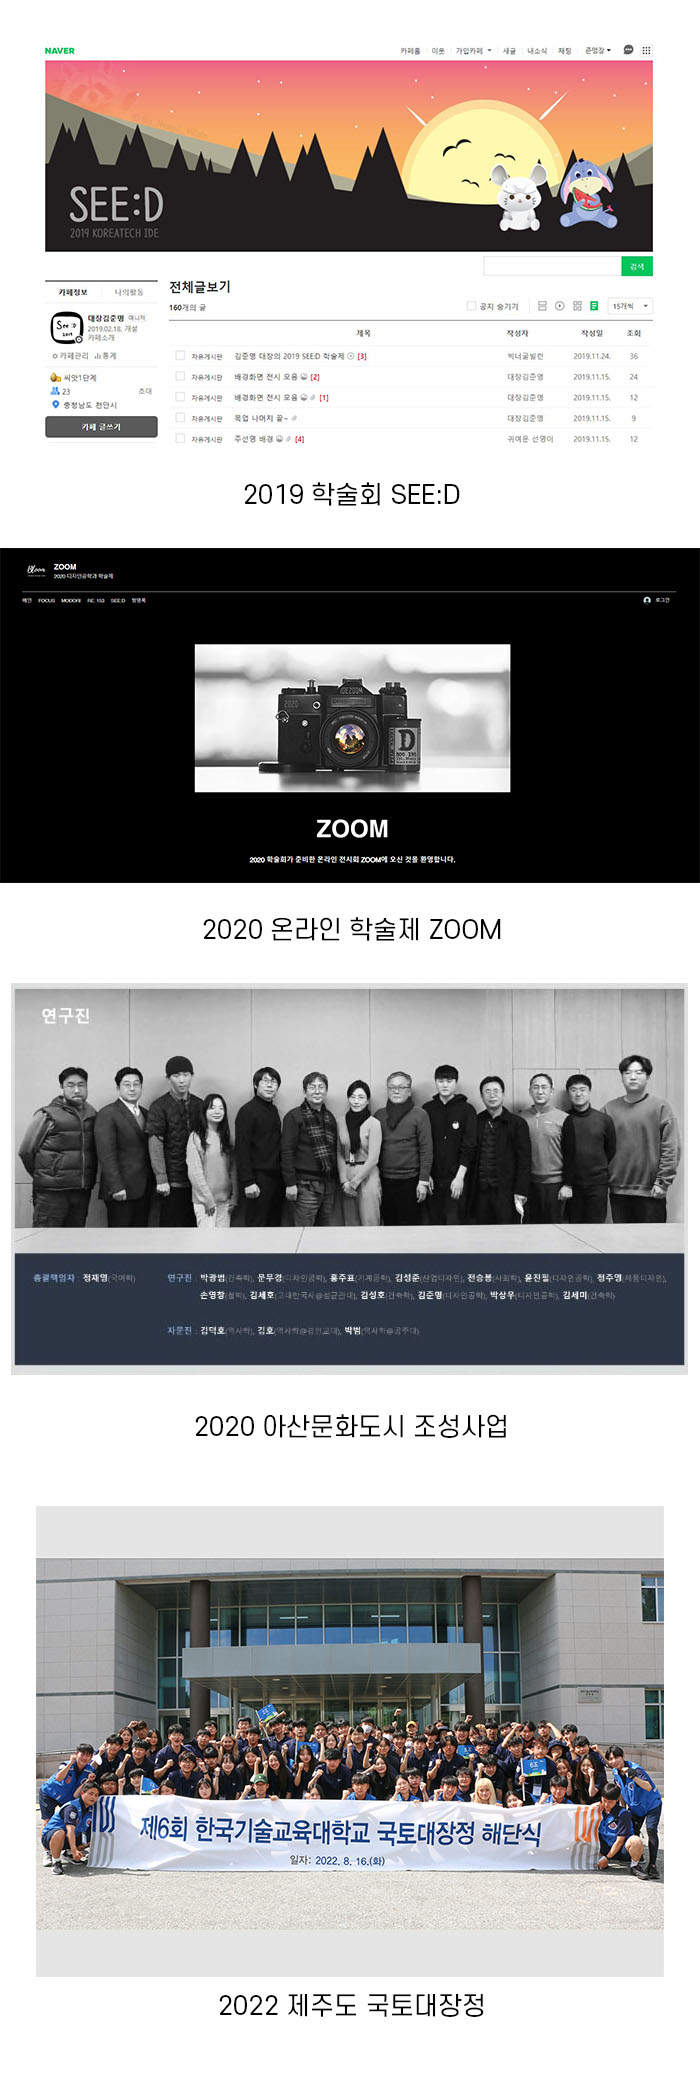 NAVER
카페홈 이웃 가입카페 새글 내소식 채팅 준명장
SEE:D
2019 KOREATECH IDE
검색
카페정보 나의활동
전체글보기
160개의 글
공지 숨기기 15개씩
See:D
2019
대장김준명 매니저
2019.02.18. 개설
카페소개
카페관리 통계
씨앗1단계
23 초대
충청남도 천안시
카페 글쓰기
제목 작성자 작성일 조회
자유게시판 김준명 대장의 2019 SEE:D 학술제 [3] 빅너굴빌런 2019.11.24. 36
자유게시판 배경화면 전시 모음 [2] 대장김준명 2019.11.15. 24
자유게시판 배경화면 전시 모음 [1] 대장김준명 2019.11.15. 12
자유게시판 목업 나머지 끝~ 대장김준명 2019.11.15. 9
자유게시판 주선영 배경 [4] 귀여운 선영이 2019.11.15. 12
2019 학술회 SEE:D
Bloom
ZOOM
2020 디자인공학과 학술제
메인 FOCUS MODORI RE: 153 SEE:D 방명록
로그인
IDEZOOM
2020
D
ZOOM
2020 학술회가 준비한 온라인 전시회 ZOOM에 오신 것을 환영합니다.
2020 온라인 학술제 ZOOM
연구진
총괄책임자 : 정재영(국어학)
연구진 : 박광범(건축학), 문무경(디자인공학), 홍주표(기계공학), 김성준(산업디자인), 전승봉(사회학), 윤진필(디자인공학), 정주영(제품디자인),
손영창(철학), 김세호(고대한국사@성균관대), 김성호(건축학), 김준명(디자인공학), 박상우(디자인공학), 김세미(건축학)
자문진 : 김덕호(역사학), 김호(역사학@경인교대), 박범(역사학@공주대)
2020 아산문화도시 조성사업
제6회 한국기술교육대학교 국토대장정 해단식
일자: 2022. 8. 16.(화)
2022 제주도 국토대장정